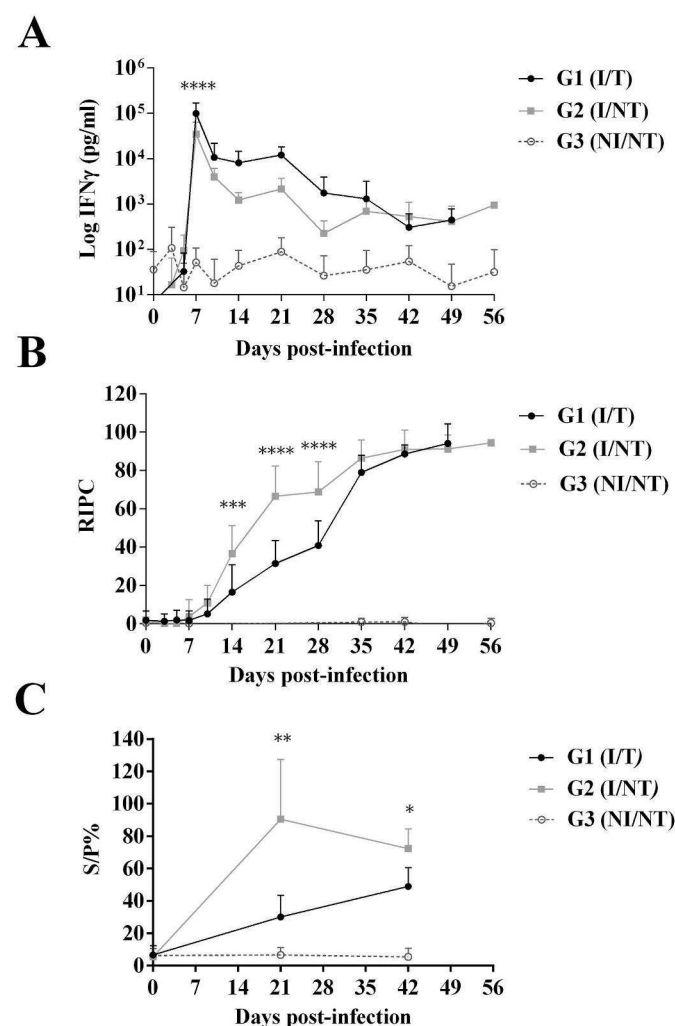 A
10⁶
10⁵
10⁴
10³
10²
10¹
Log IFNγ (pg/ml)
****
G1 (I/T)
G2 (I/NT)
G3 (NI/NT)
0 7 14 21 28 35 42 49 56
Days post-infection
B
120
100
80
60
40
20
0
RIPC
***
****
****
G1 (I/T)
G2 (I/NT)
G3 (NI/NT)
0 7 14 21 28 35 42 49 56
Days post-infection
C
140
120
100
80
60
40
20
0
S/P%
**
*
G1 (I/T)
G2 (I/NT)
G3 (NI/NT)
0 7 14 21 28 35 42 49 56
Days post-infection